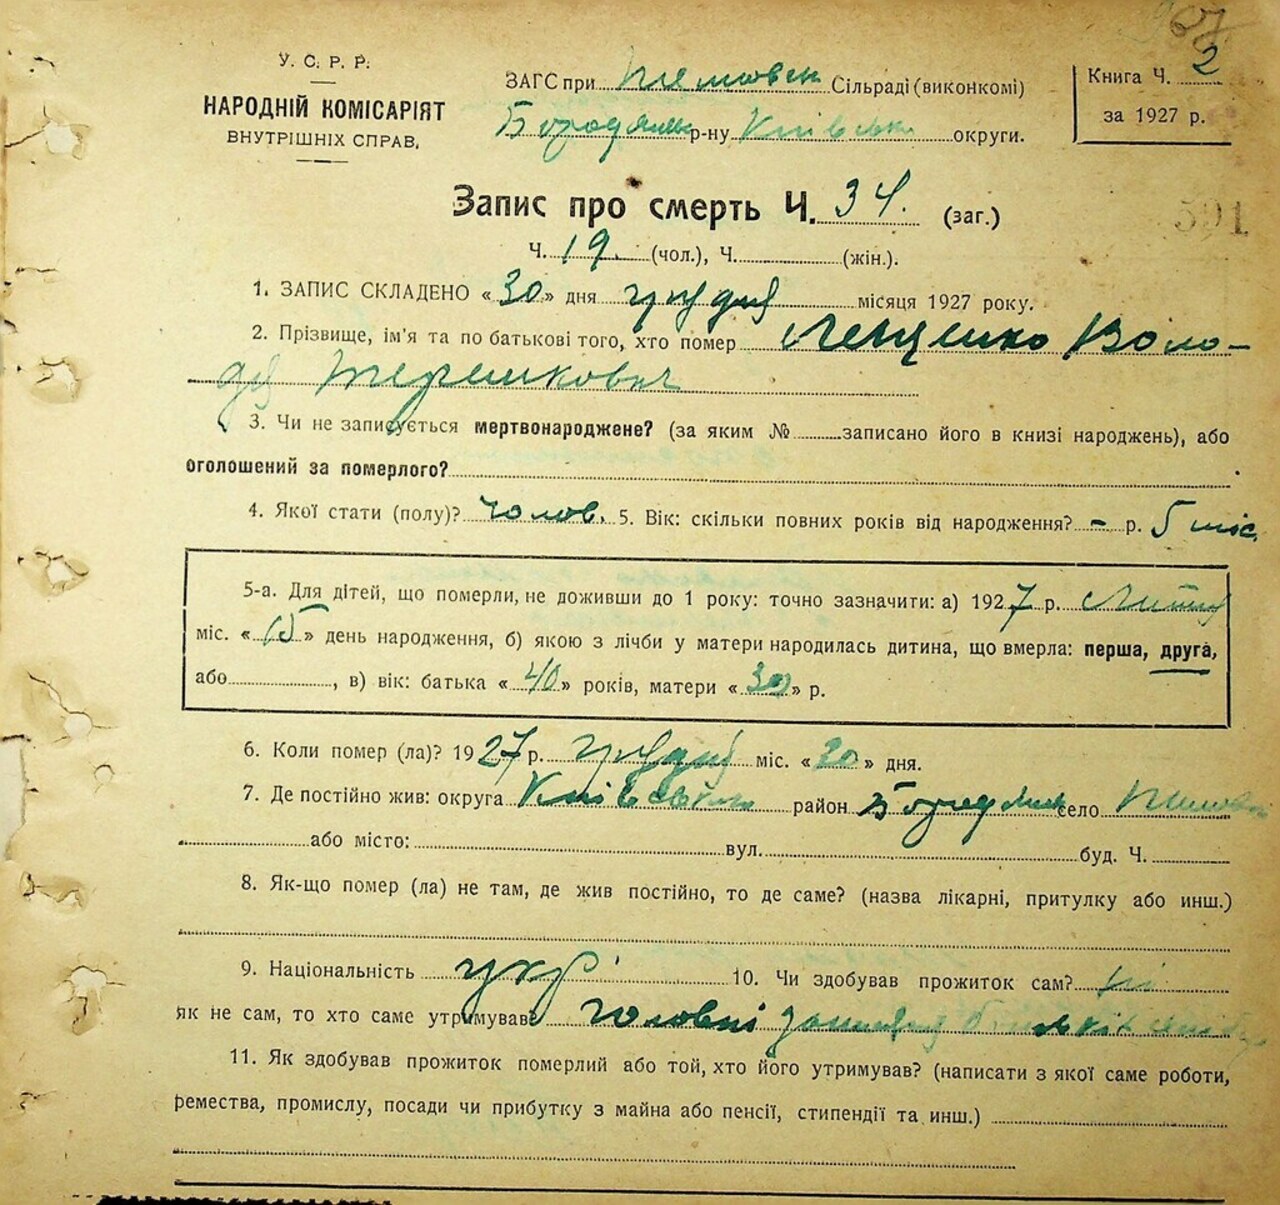 У. С. Р. Р.
НАРОДНІЙ КОМІСАРІЯТ
ВНУТРІШНІХ СПРАВ.
ЗАГС при Сільраді (виконкомі)
р-ну Київськ округи.
Книга Ч. 2
за 1927 р.
591
Запис про смерть Ч. 34. (заг.)
Ч. 19. (чол.), Ч. (жін.).
1. ЗАПИС СКЛАДЕНО «30» дня грудня місяця 1927 року.
2. Прізвище, ім'я та по батькові того, хто помер Лещенко Воло-
дя Терешкович
3. Чи не записується мертвонароджене? (за яким № записано його в книзі народжень), або
оголошений за померлого?
4. Якої стати (полу)? чолов. 5. Вік: скільки повних років від народження? – р. 5 міс.
5-а. Для дітей, що померли, не доживши до 1 року: точно зазначити: а) 1927 р. Липня
міс. «15» день народження, б) якою з лічби у матери народилась дитина, що вмерла: перша, друга,
або , в) вік: батька «40» років, матери «30» р.
6. Коли помер (ла)? 1927 р. грудня міс. «30» дня.
7. Де постійно жив: округа Київська район село
або місто: вул. буд. Ч.
8. Як-що помер (ла) не там, де жив постійно, то де саме? (назва лікарні, притулку або инш.)
9. Національність укр. 10. Чи здобував прожиток сам? ні
як не сам, то хто саме утримував
11. Як здобував прожиток померлий або той, хто його утримував? (написати з якої саме роботи,
ремества, промислу, посади чи прибутку з майна або пенсії, стипендії та инш.)